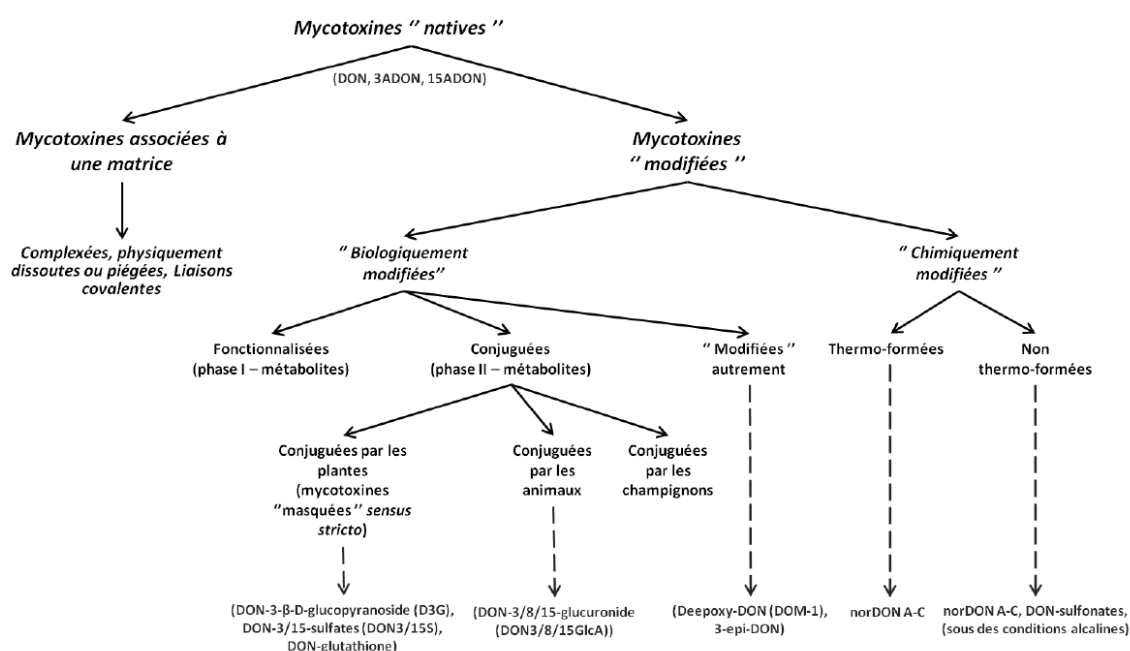 Mycotoxines “ natives ”
(DON, 3ADON, 15ADON)
Mycotoxines associées à
une matrice
Mycotoxines
“ modifiées ”
Complexées, physiquement
dissoutes ou piégées, Liaisons
covalentes
“ Biologiquement
modifiées”
“ Chimiquement
modifiées ”
Fonctionnalisées
(phase I – métabolites)
Conjuguées
(phase II – métabolites)
“ Modifiées ”
autrement
Thermo-formées
Non
thermo-formées
Conjuguées par les
plantes
(mycotoxines
“masquées” sensus
stricto)
Conjuguées
par les
animaux
Conjuguées
par les
champignons
(DON-3-β-D-glucopyranoside (D3G),
DON-3/15-sulfates (DON3/15S),
DON-glutathione)
(DON-3/8/15-glucuronide
(DON3/8/15GlcA))
(Deepoxy-DON (DOM-1),
3-epi-DON)
norDON A-C
norDON A-C, DON-sulfonates,
(sous des conditions alcalines)